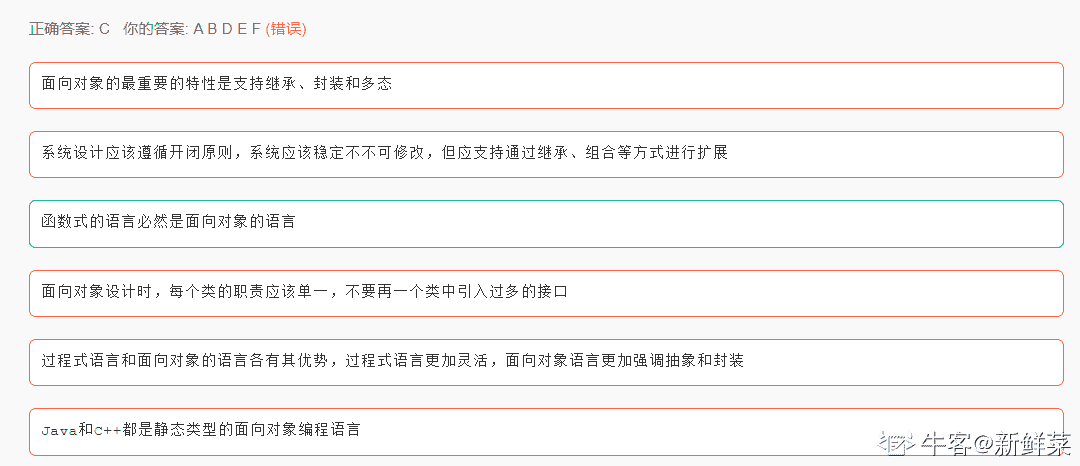 正确答案: C 你的答案: A B D E F (错误)
面向对象的最重要的特性是支持继承、封装和多态
系统设计应该遵循开闭原则，系统应该稳定不不可修改，但应支持通过继承、组合等方式进行扩展
函数式的语言必然是面向对象的语言
面向对象设计时，每个类的职责应该单一，不要再一个类中引入过多的接口
过程式语言和面向对象的语言各有其优势，过程式语言更加灵活，面向对象语言更加强调抽象和封装
Java和C++都是静态类型的面向对象编程语言
牛客@新鲜菜